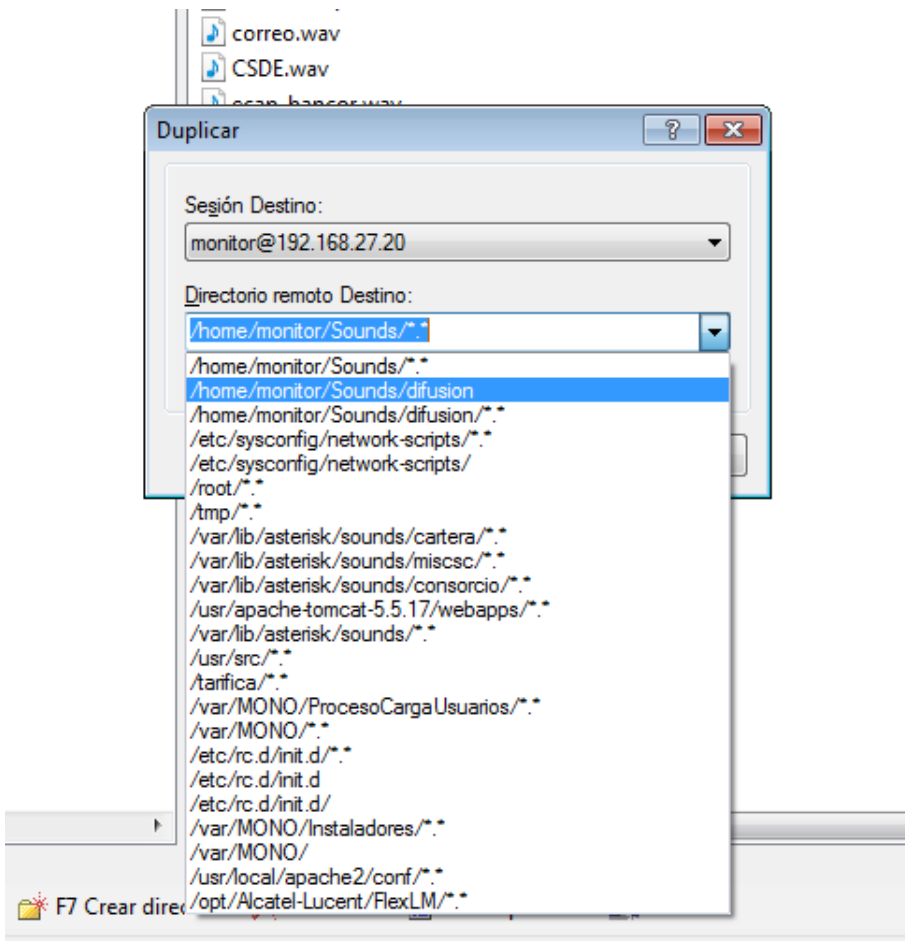 correo.wav
CSDE.wav
Duplicar
Sesión Destino:
monitor@192.168.27.20
Directorio remoto Destino:
/home/monitor/Sounds/*.*
/home/monitor/Sounds/*.*
/home/monitor/Sounds/difusion
/home/monitor/Sounds/difusion/*.*
/etc/sysconfig/network-scripts/*.*
/etc/sysconfig/network-scripts/
/root/*.*
/tmp/*.*
/var/lib/asterisk/sounds/cartera/*.*
/var/lib/asterisk/sounds/miscsc/*.*
/var/lib/asterisk/sounds/consorcio/*.*
/usr/apache-tomcat-5.5.17/webapps/*.*
/var/lib/asterisk/sounds/*.*
/usr/src/*.*
/tarifica/*.*
/var/MONO/ProcesoCargaUsuarios/*.*
/var/MONO/*.*
/etc/rc.d/init.d/*.*
/etc/rc.d/init.d
/etc/rc.d/init.d/
/var/MONO/Instaladores/*.*
/var/MONO/
/usr/local/apache2/conf/*.*
/opt/Alcatel-Lucent/FlexLM/*.*
F7 Crear direc